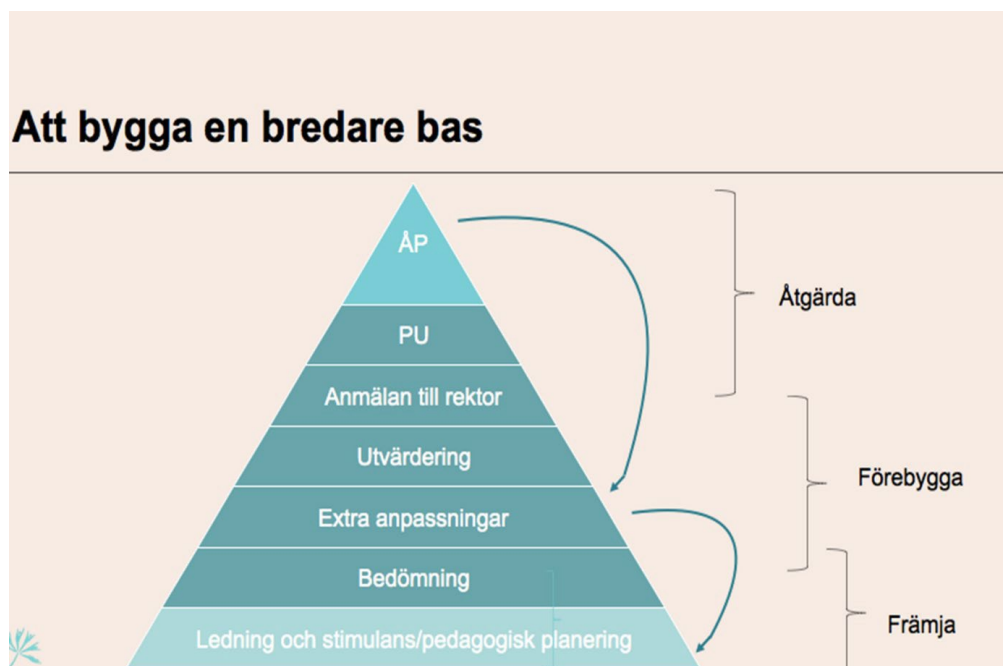 Att bygga en bredare bas
ÅP
PU
Anmälan till rektor
Utvärdering
Extra anpassningar
Bedömning
Ledning och stimulans/pedagogisk planering
Åtgärda
Förebygga
Främja